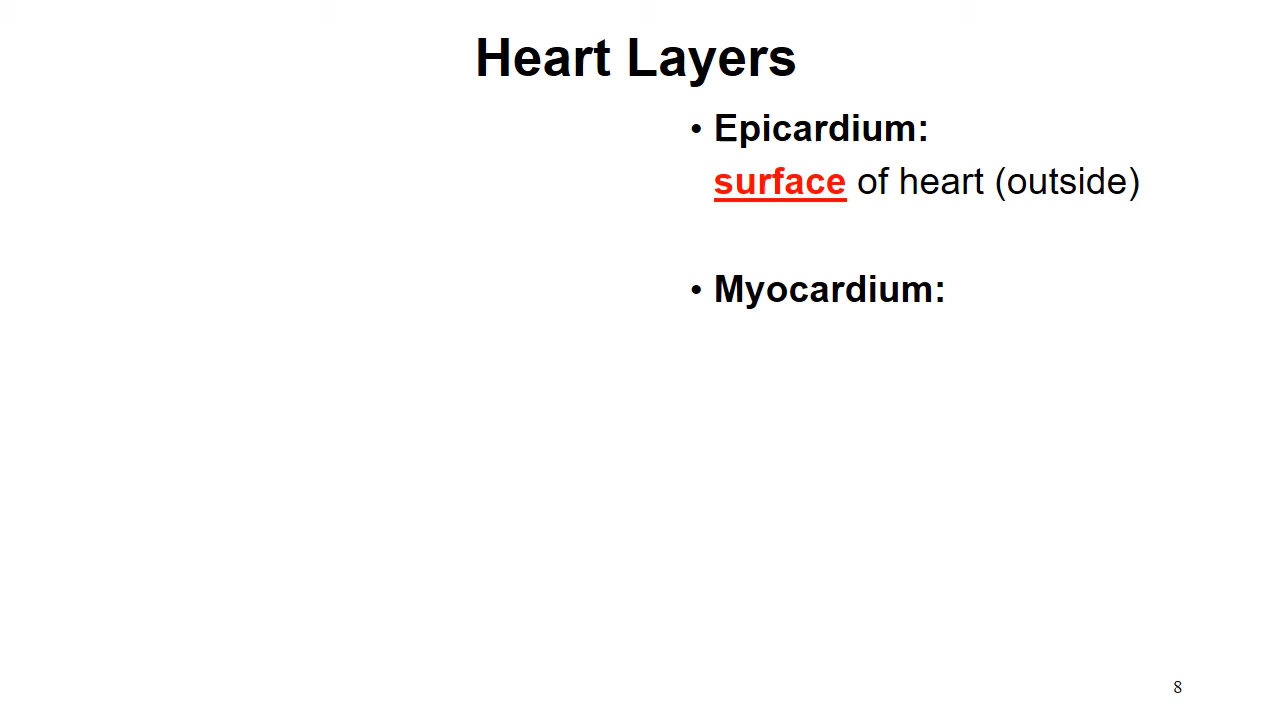 Heart Layers
• Epicardium:
surface of heart (outside)
• Myocardium:
8